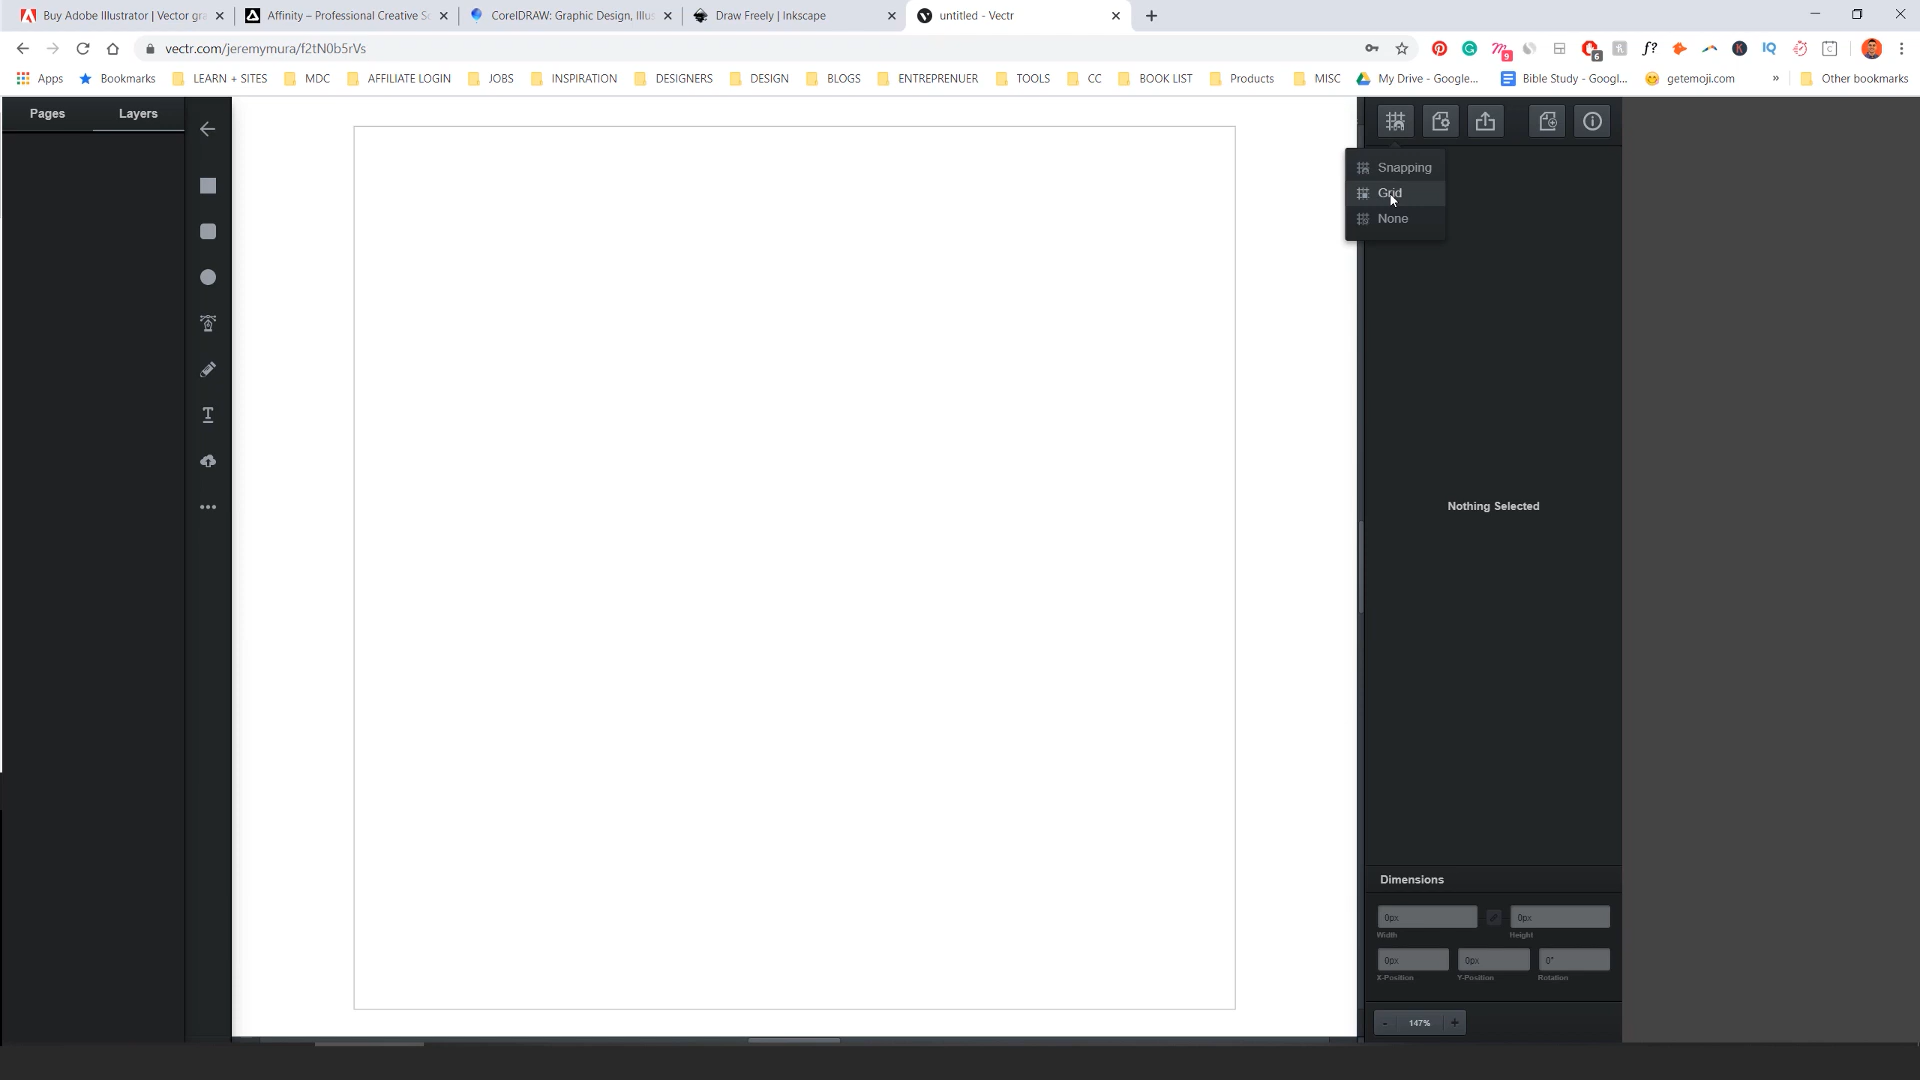 Buy Adobe Illustrator | Vector gra
Affinity – Professional Creative So
CorelDRAW: Graphic Design, Illus
Draw Freely | Inkscape
untitled - Vectr
vectr.com/jeremymura/f2tN0b5rVs
9
6
f?
K
IQ
C
Apps
Bookmarks
LEARN + SITES
MDC
AFFILIATE LOGIN
JOBS
INSPIRATION
DESIGNERS
DESIGN
BLOGS
ENTREPRENUER
TOOLS
CC
BOOK LIST
Products
MISC
My Drive - Google...
Bible Study - Googl...
getemoji.com
»
Other bookmarks
Pages
Layers
Snapping
Grid
None
Nothing Selected
Dimensions
0px
0px
Width
Height
0px
0px
0°
X-Position
Y-Position
Rotation
- 147% +